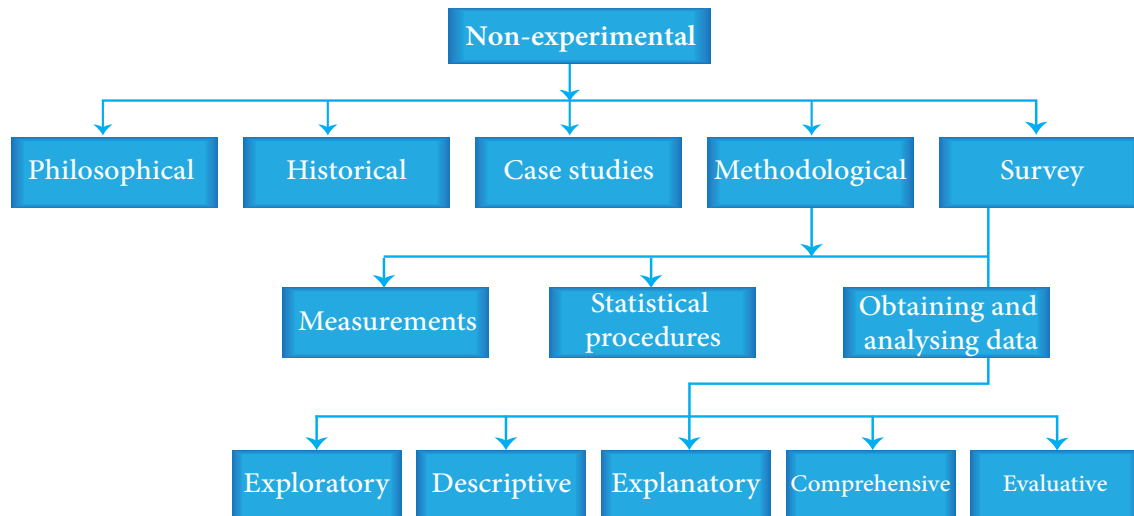 Non-experimental
Philosophical
Historical
Case studies
Methodological
Survey
Measurements
Statistical
procedures
Obtaining and
analysing data
Exploratory
Descriptive
Explanatory
Comprehensive
Evaluative